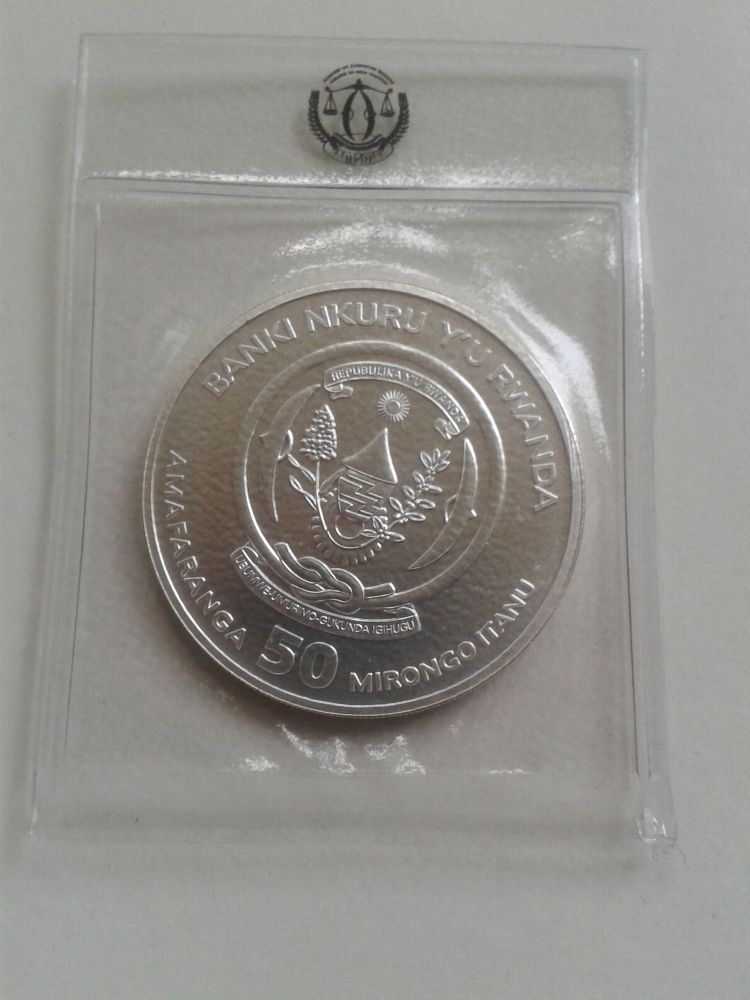 BANKI NKURU Y'U RWANDA
REPUBULIKA Y'U RWANDA
UBUMWE-UMURIMO-GUKUNDA IGIHUGU
AMAFARANGA 50 MIRONGO ITANU